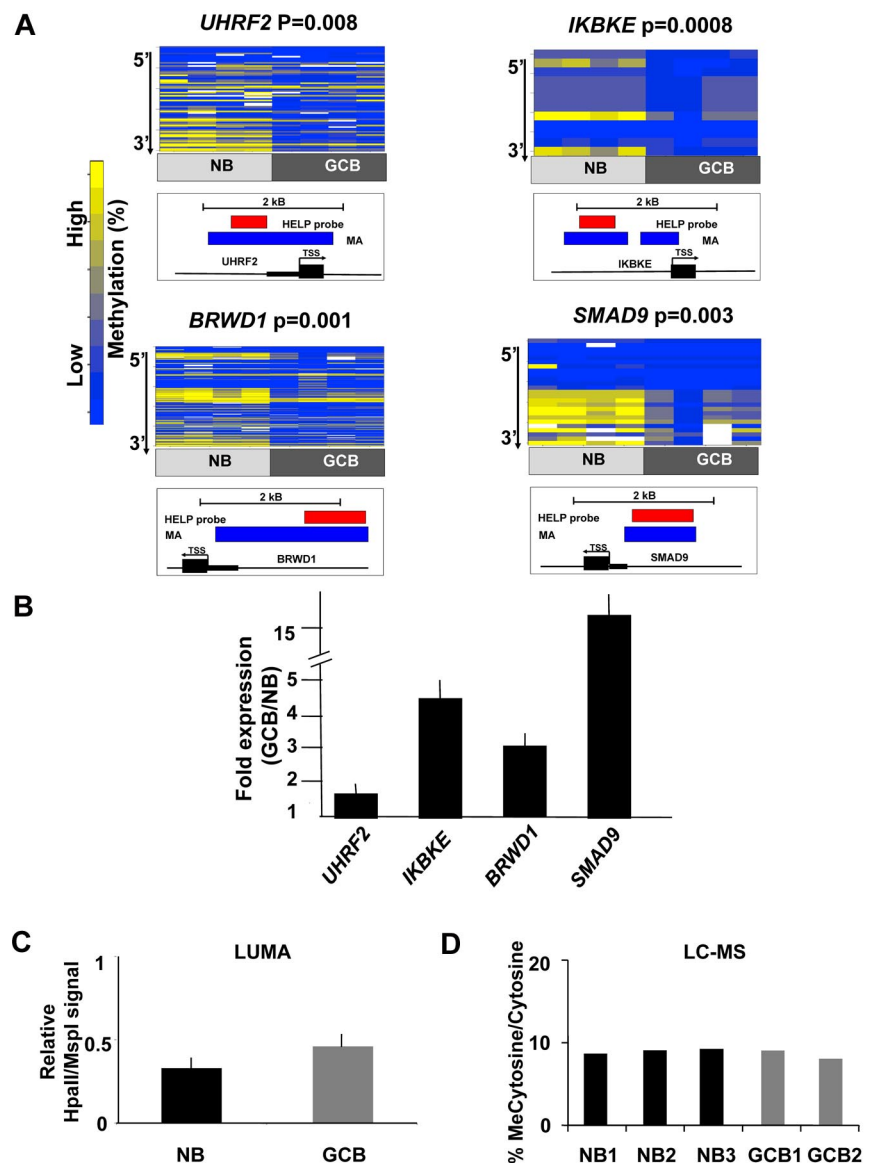 A
UHRF2 P=0.008
5’
3’
NB GCB
2 kB
HELP probe
MA
UHRF2
TSS
IKBKE p=0.0008
5’
3’
NB GCB
2 kB
HELP probe
MA
IKBKE
TSS
High
Low
Methylation (%)
BRWD1 p=0.001
5’
3’
NB GCB
2 kB
HELP probe
MA
TSS
BRWD1
SMAD9 p=0.003
5’
3’
NB GCB
2 kB
HELP probe
MA
TSS
SMAD9
B
Fold expression
(GCB/NB)
15
5
4
3
2
1
UHRF2
IKBKE
BRWD1
SMAD9
C
LUMA
Relative
HpaII/MspI signal
1
0.5
0
NB GCB
D
LC-MS
% MeCytosine/Cytosine
20
10
0
NB1 NB2 NB3 GCB1 GCB2